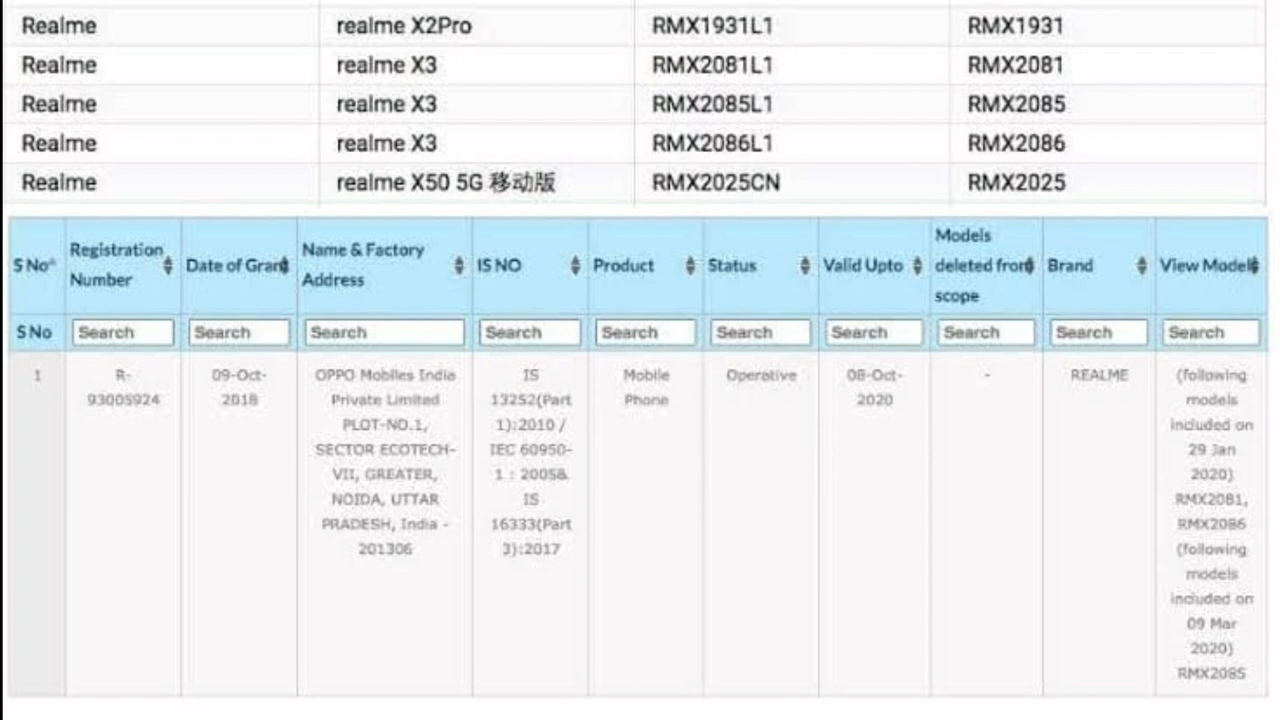 Realme realme X2Pro RMX1931L1 RMX1931
Realme realme X3 RMX2081L1 RMX2081
Realme realme X3 RMX2085L1 RMX2085
Realme realme X3 RMX2086L1 RMX2086
Realme realme X50 5G 移动版 RMX2025CN RMX2025
S No
Registration
Number
Date of Grant
Name & Factory
Address
IS NO
Product
Status
Valid Upto
Models
deleted from
scope
Brand
View Models
S No Search Search Search Search Search Search Search Search Search Search
1
R-
93005924
09-Oct-
2018
OPPO Mobiles India
Private Limited
PLOT-NO.1,
SECTOR ECOTECH-
VII, GREATER,
NOIDA, UTTAR
PRADESH, India -
201306
IS
13252(Part
1):2010 /
IEC 60950-
1 : 2005&
IS
16333(Part
3):2017
Mobile
Phone
Operative
08-Oct-
2020
-
REALME
(following
models
included on
29 Jan
2020)
RMX2081,
RMX2086
(following
models
included on
09 Mar
2020)
RMX2085